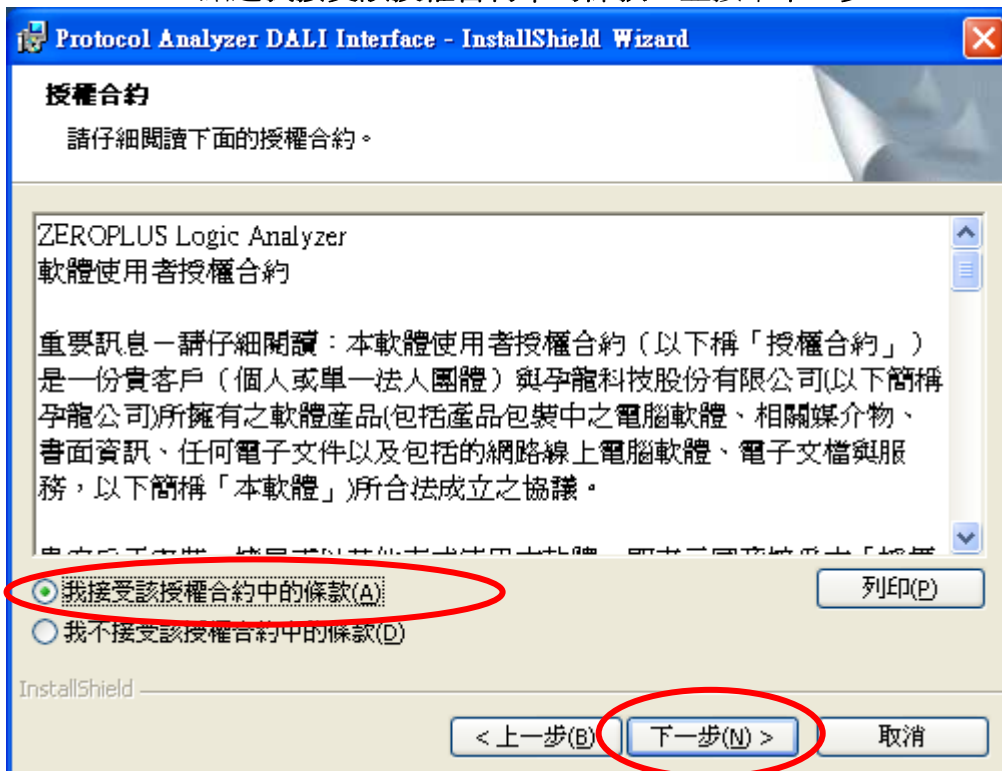 Protocol Analyzer DALI Interface - InstallShield Wizard
授權合約
請仔細閱讀下面的授權合約。
ZEROPLUS Logic Analyzer
軟體使用者授權合約
重要訊息－請仔細閱讀：本軟體使用者授權合約（以下稱「授權合約」）
是一份貴客戶（個人或單一法人團體）與孕龍科技股份有限公司(以下簡稱
孕龍公司)所擁有之軟體產品(包括產品包裝中之電腦軟體、相關媒介物、
書面資訊、任何電子文件以及包括的網路線上電腦軟體、電子文檔與服
務，以下簡稱「本軟體」)所合法成立之協議。
我接受該授權合約中的條款(A)
列印(P)
我不接受該授權合約中的條款(D)
InstallShield
< 上一步(B)
下一步(N) >
取消